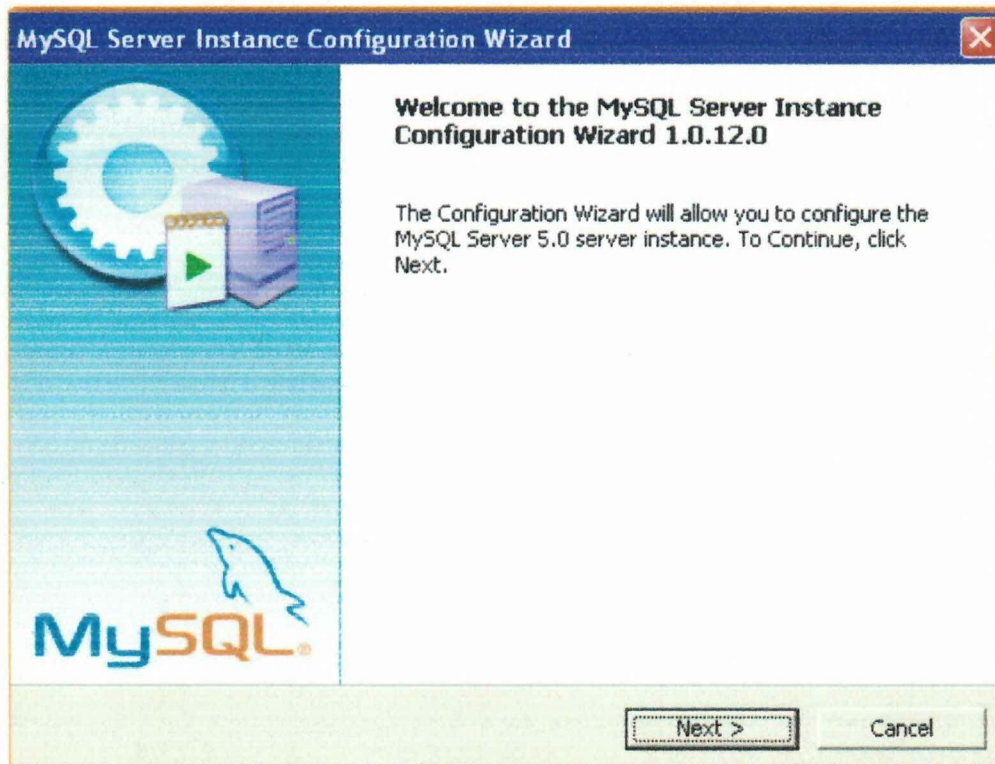 MySQL Server Instance Configuration Wizard
Welcome to the MySQL Server Instance
Configuration Wizard 1.0.12.0
The Configuration Wizard will allow you to configure the
MySQL Server 5.0 server instance. To Continue, click
Next.
MySQL®
Next >
Cancel